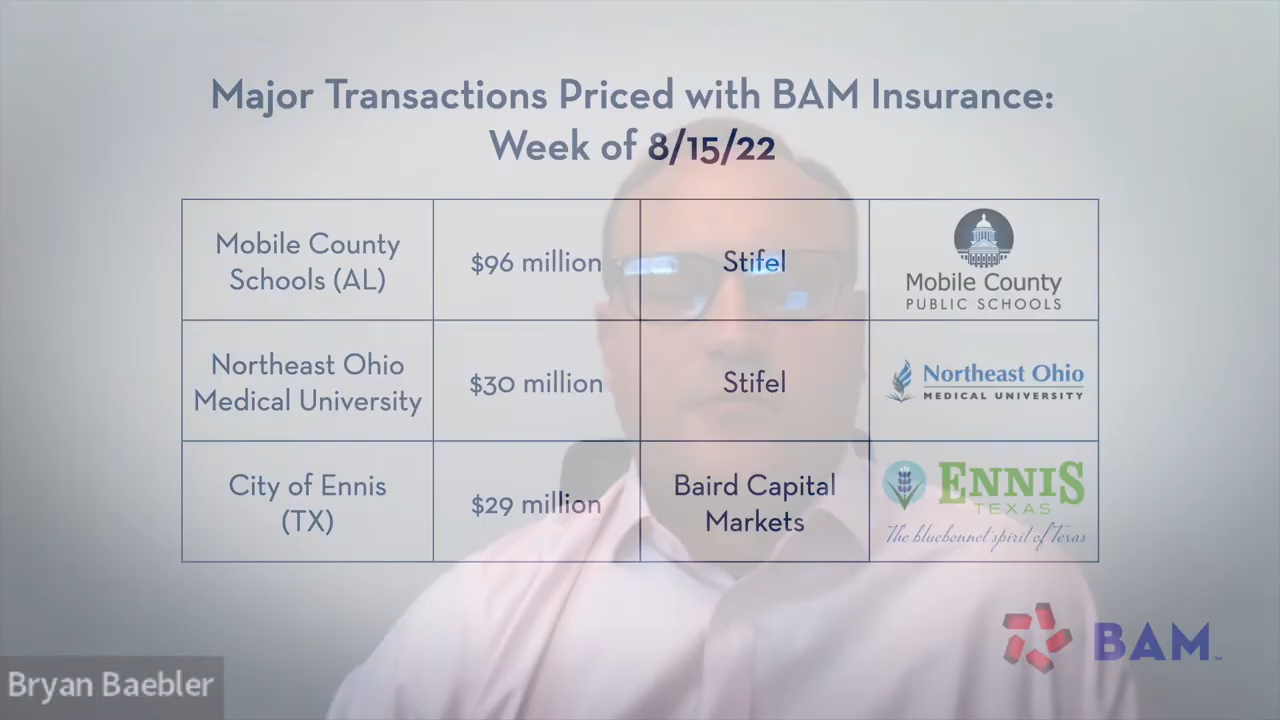 Major Transactions Priced with BAM Insurance:
Week of 8/15/22
Mobile County
Schools (AL)
$96 million
Stifel
Mobile County
PUBLIC SCHOOLS
Northeast Ohio
Medical University
$30 million
Stifel
Northeast Ohio
MEDICAL UNIVERSITY
City of Ennis
(TX)
$29 million
Baird Capital
Markets
ENNIS
TEXAS
The bluebonnet spirit of Texas
BAM
Bryan Baebler